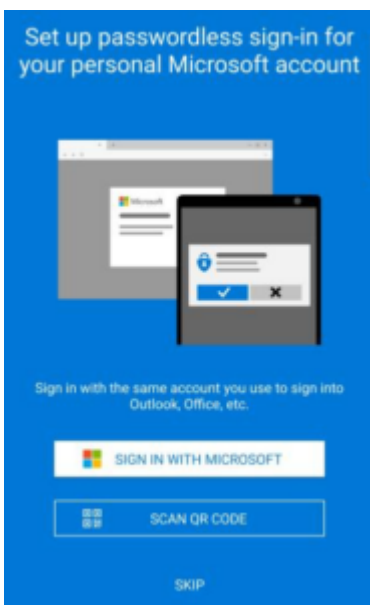 Set up passwordless sign-in for
your personal Microsoft account
Microsoft
Sign in with the same account you use to sign into
Outlook, Office, etc.
SIGN IN WITH MICROSOFT
SCAN QR CODE
SKIP